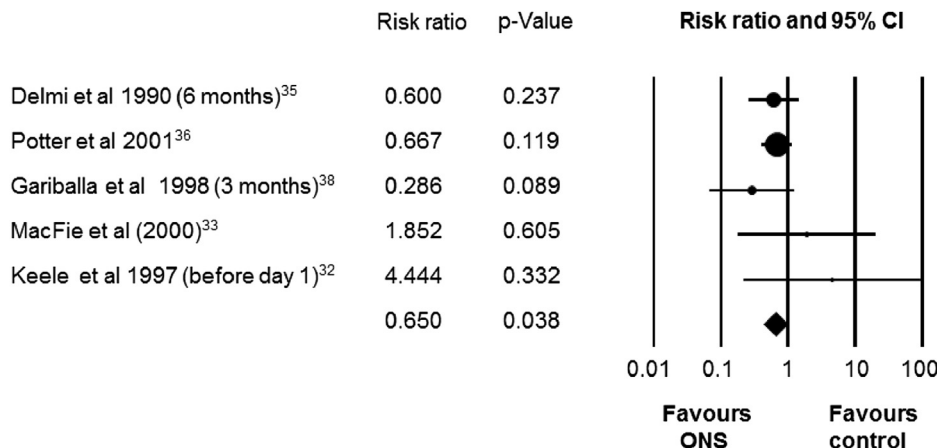 Risk ratio p-Value Risk ratio and 95% CI
Delmi et al 1990 (6 months)35 0.600 0.237
Potter et al 200136 0.667 0.119
Gariballa et al 1998 (3 months)38 0.286 0.089
MacFie et al (2000)33 1.852 0.605
Keele et al 1997 (before day 1)32 4.444 0.332
0.650 0.038
0.01 0.1 1 10 100
Favours ONS Favours control